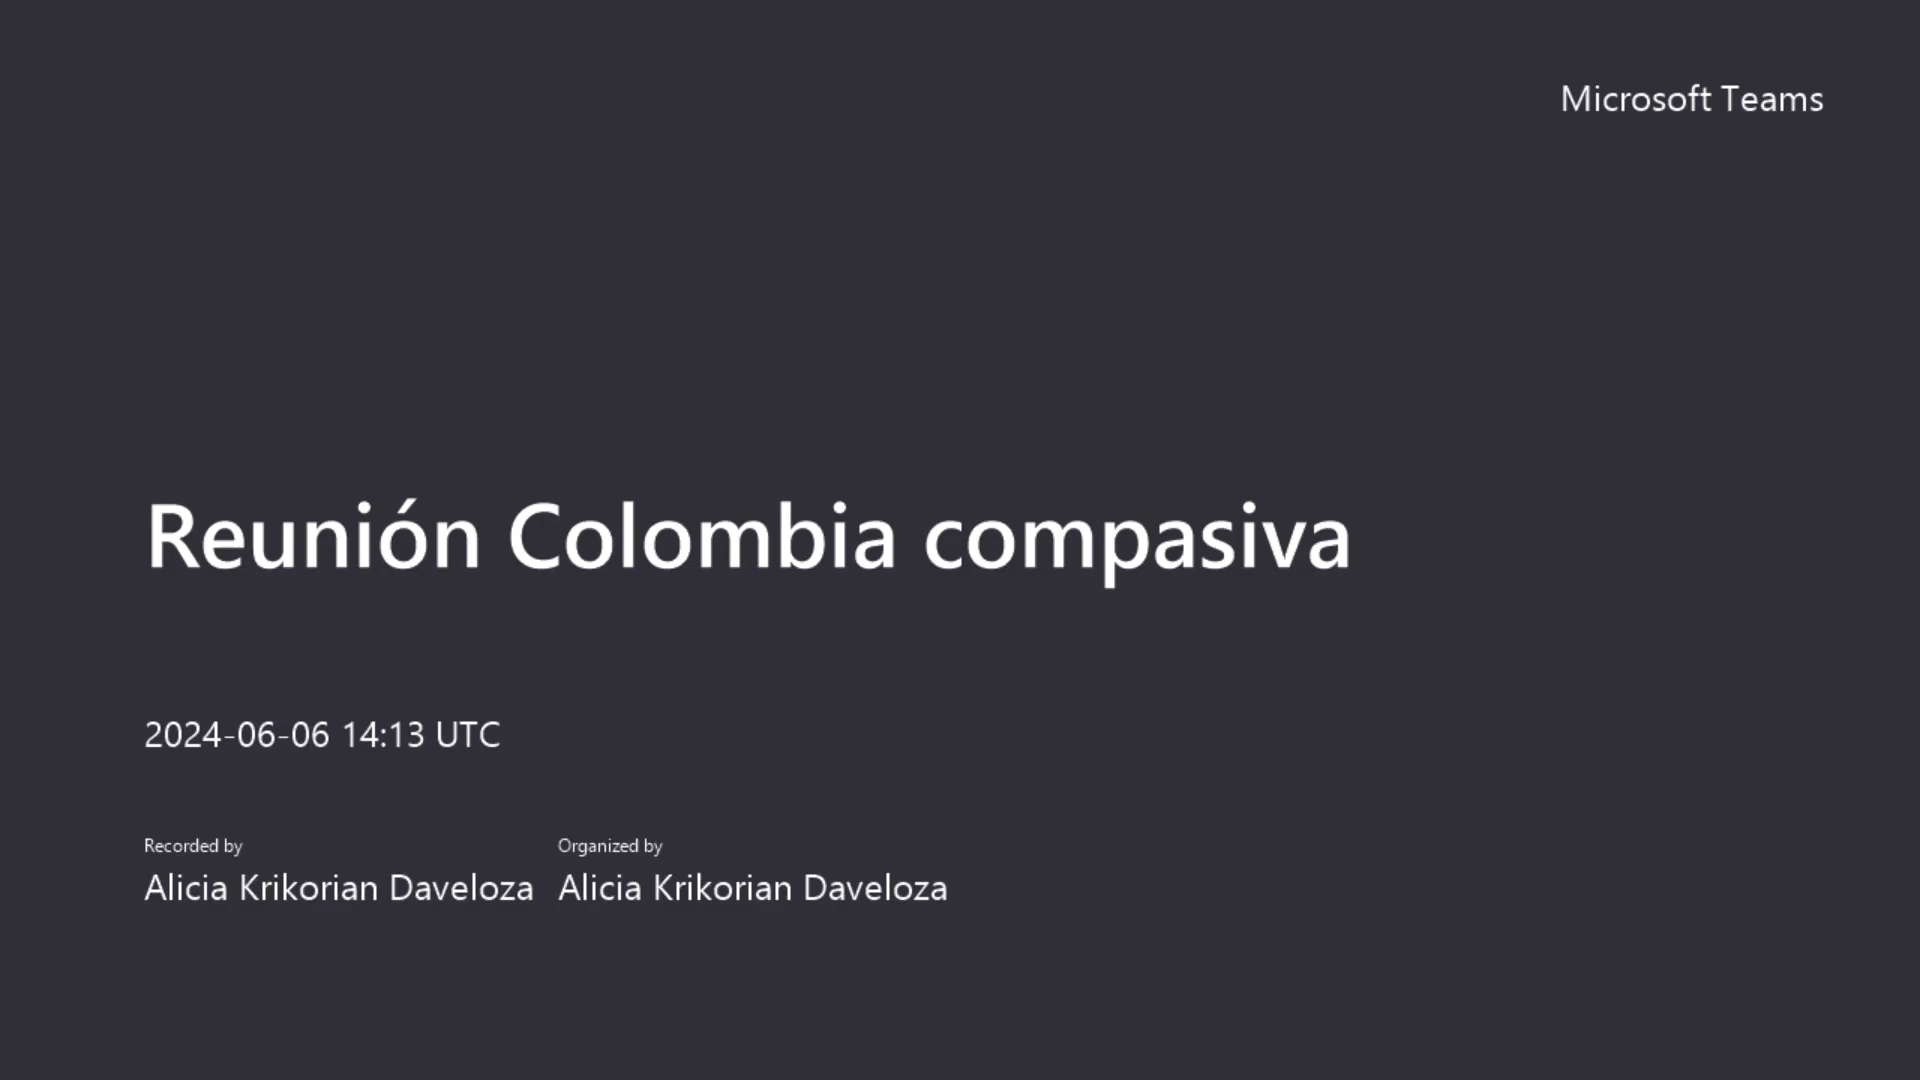 Microsoft Teams
Reunión Colombia compasiva
2024-06-06 14:13 UTC
Recorded by
Alicia Krikorian Daveloza
Organized by
Alicia Krikorian Daveloza